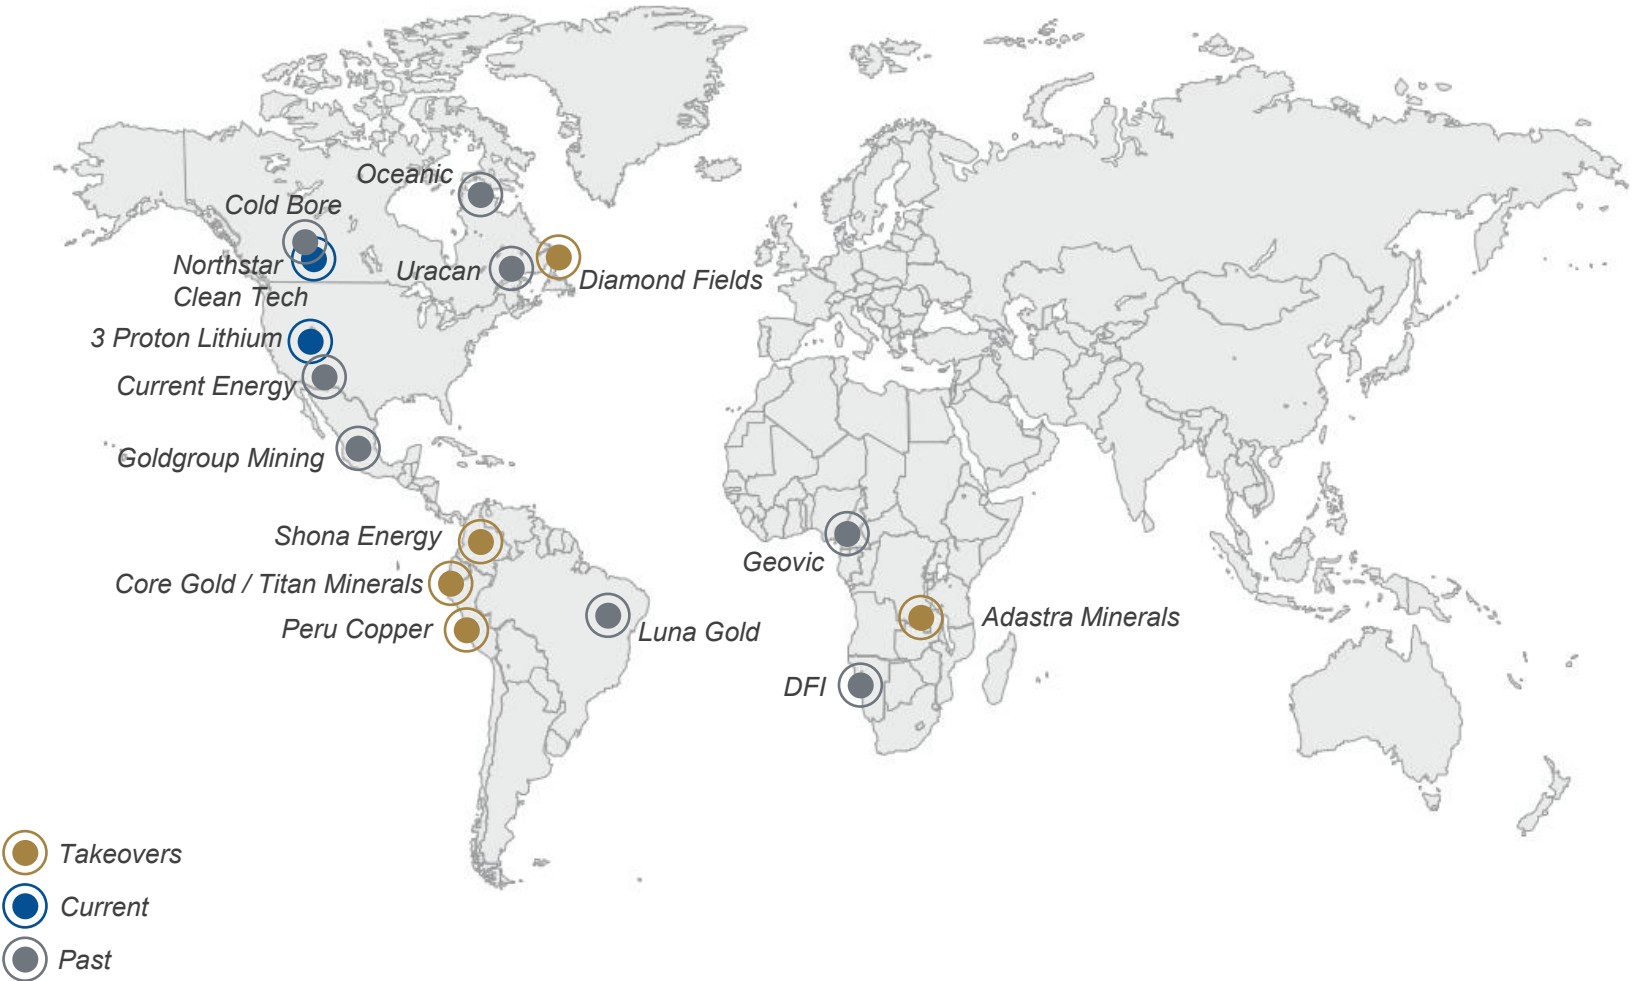 Oceanic
Cold Bore
Northstar
Clean Tech
Uracan
Diamond Fields
3 Proton Lithium
Current Energy
Goldgroup Mining
Shona Energy
Core Gold / Titan Minerals
Peru Copper
Luna Gold
Geovic
Adastra Minerals
DFI
Takeovers
Current
Past